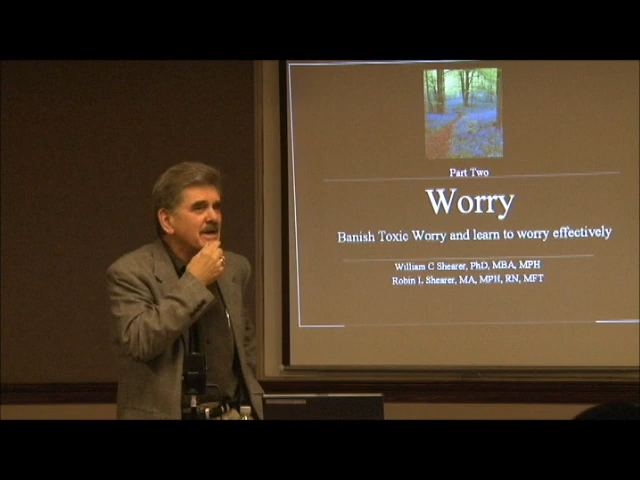 Part Two
Worry
Banish Toxic Worry and learn to worry effectively
William C Shearer, PhD, MBA, MPH
Robin L Shearer, MA, MPH, RN, MFT